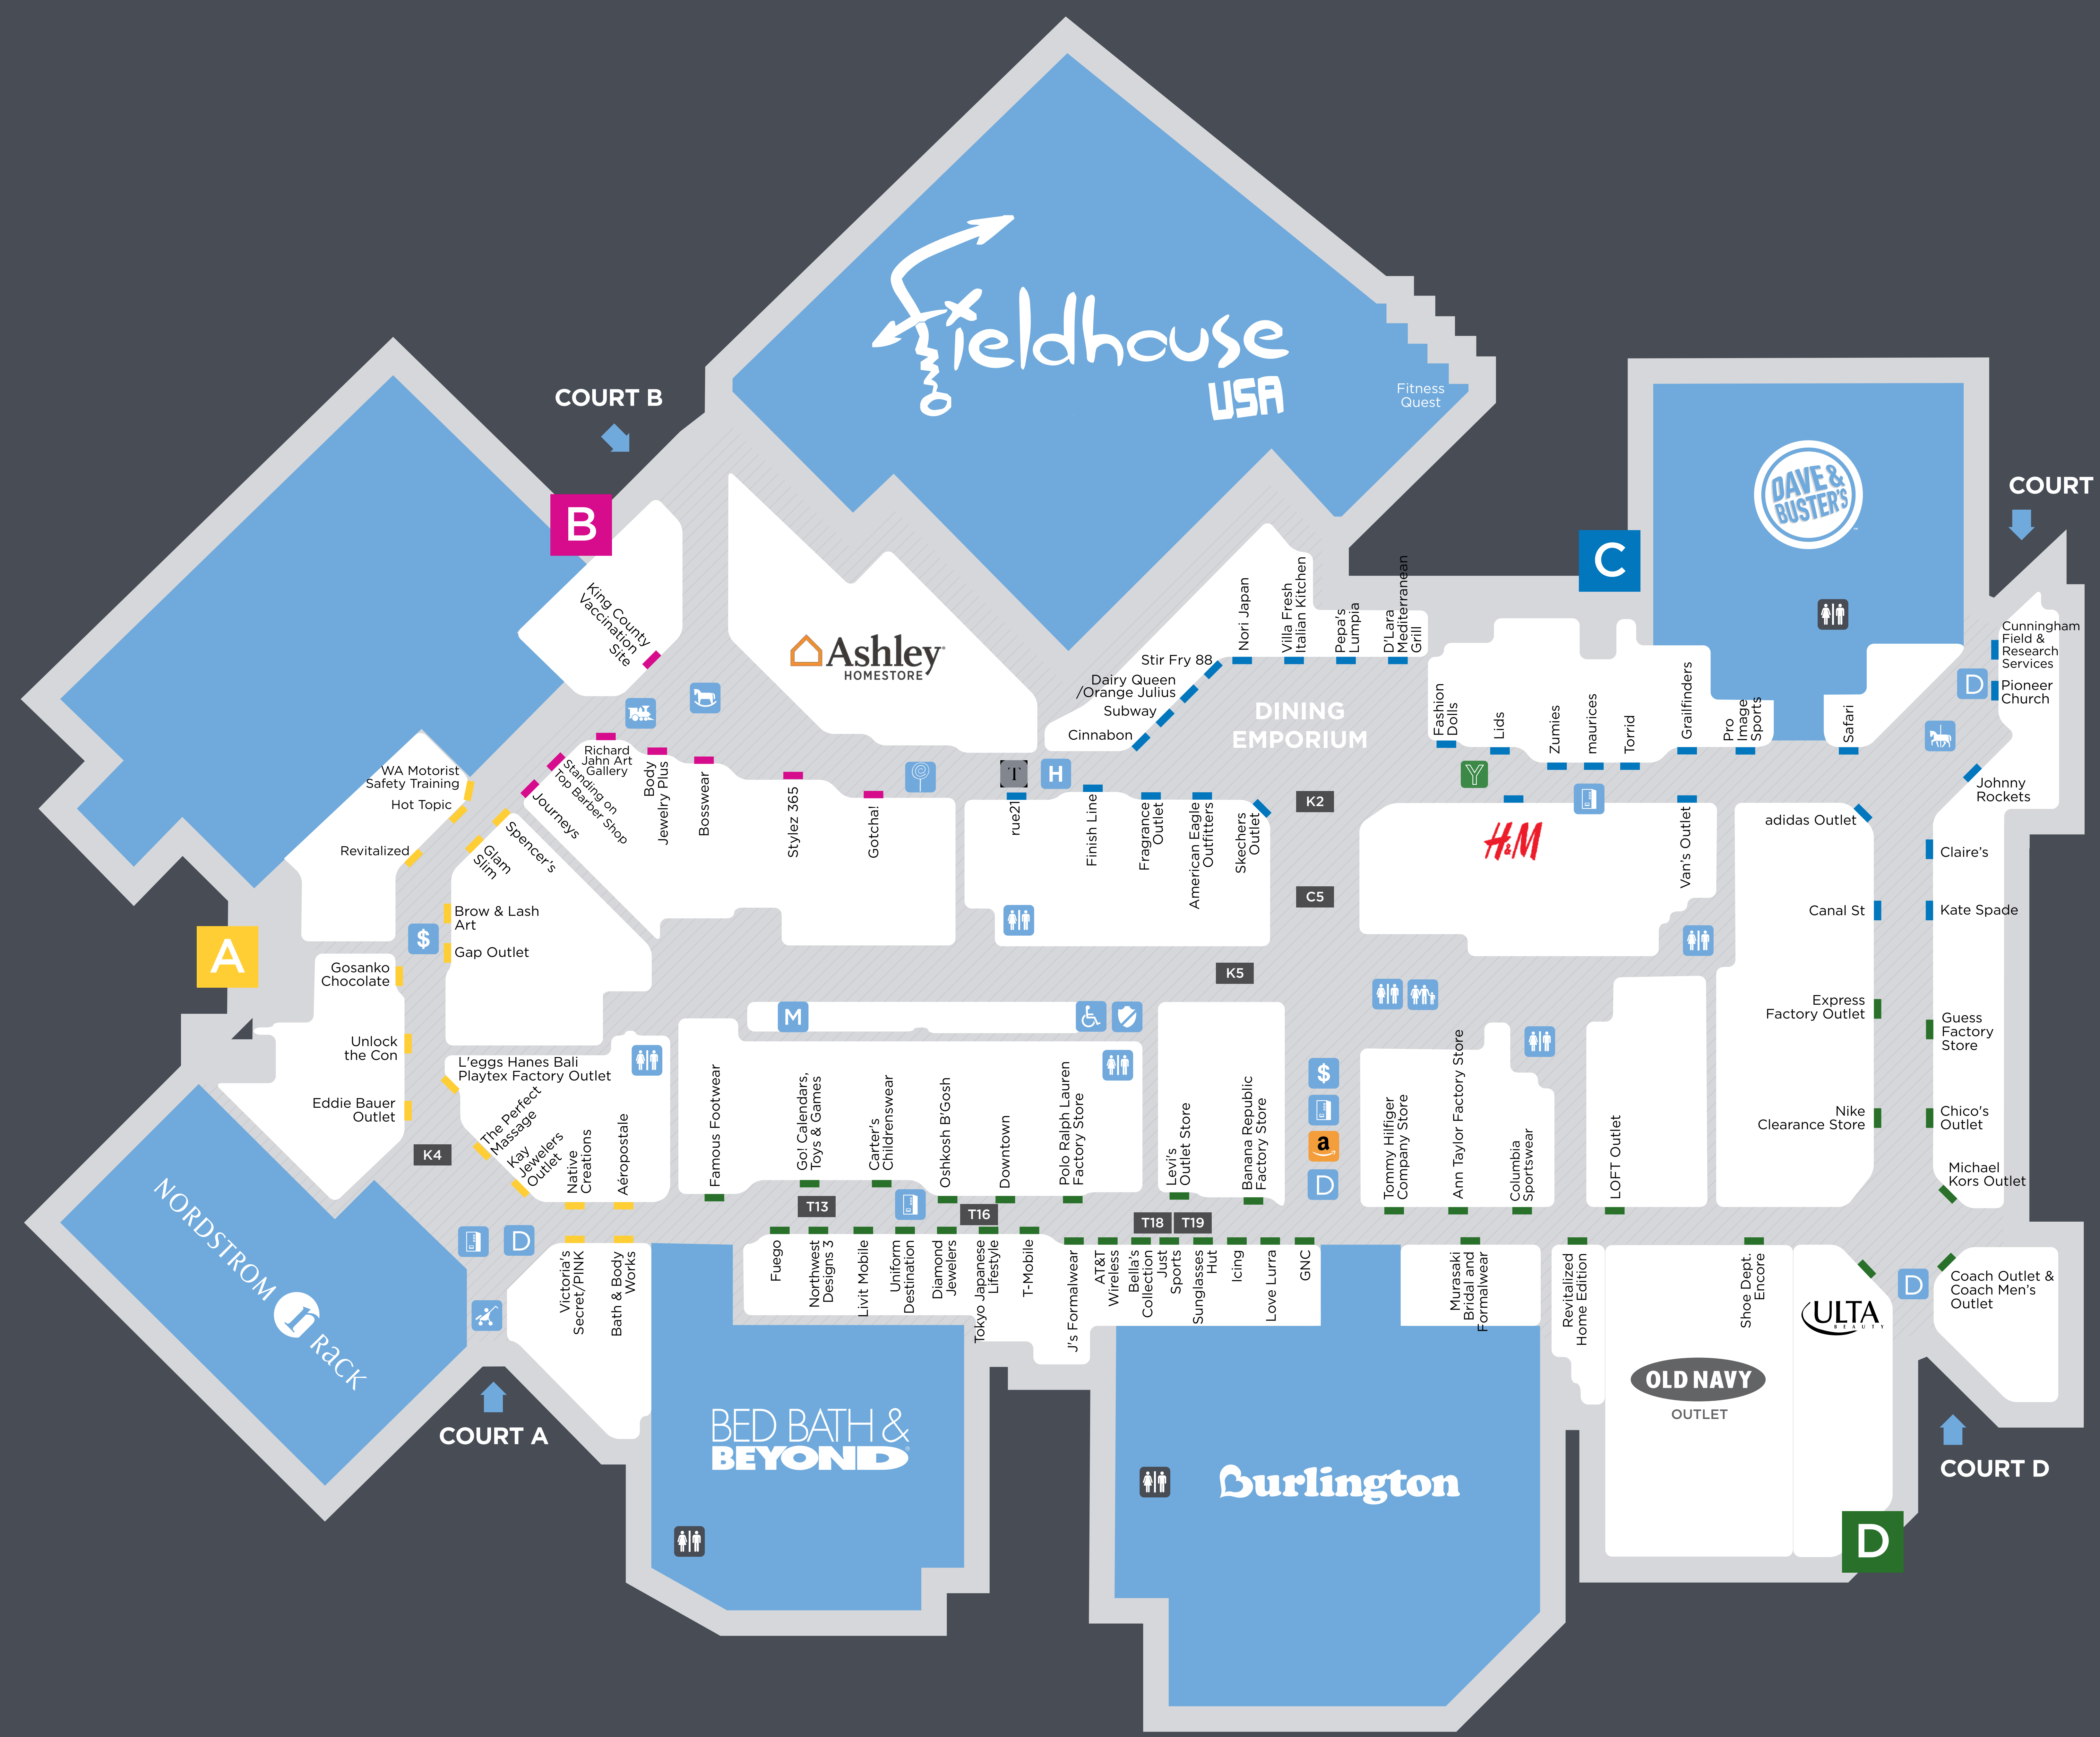 COURT B
B
Fieldhouse
USA
Fitness
Quest
DAVE &
BUSTER'S
COURT
C
King County
Vaccination
Site
Ashley
HOMESTORE
Nori Japan
Villa Fresh
Italian Kitchen
Pepa's
Lumpia
D'Lara
Mediterranean
Grill
Stir Fry 88
Dairy Queen
/Orange Julius
Subway
Cinnabon
DINING
EMPORIUM
Fashion
Dolls
Lids
Zumies
maurices
Torrid
Grailfinders
Pro
Image
Sports
Safari
Cunningham
Field &
Research
Services
D
Pioneer
Church
Johnny
Rockets
WA Motorist
Safety Training
Hot Topic
Revitalized
Richard
Jahn Art
Gallery
Standing on
Top Barber Shop
Journeys
Body
Jewelry Plus
Bosswear
Stylez 365
Gotcha!
T
H
rue21
Finish Line
Fragrance
Outlet
American Eagle
Outfitters
Skechers
Outlet
K2
C5
K5
Y
H&M
Van's Outlet
adidas Outlet
Claire's
Canal St
Kate Spade
Express
Factory Outlet
Guess
Factory
Store
Nike
Clearance Store
Chico's
Outlet
Michael
Kors Outlet
Spencer's
Glam
Slim
Brow & Lash
Art
$
Gap Outlet
A
Gosanko
Chocolate
Unlock
the Con
Eddie Bauer
Outlet
K4
L'eggs Hanes Bali
Playtex Factory Outlet
The Perfect
Massage
Kay
Jewelers
Outlet
Native
Creations
Aéropostale
M
Famous Footwear
Go! Calendars,
Toys & Games
Carter's
Childrenswear
Oshkosh B'Gosh
Downtown
Polo Ralph Lauren
Factory Store
Levi's
Outlet Store
Banana Republic
Factory Store
$
a
D
Tommy Hilfiger
Company Store
Ann Taylor Factory Store
Columbia
Sportswear
LOFT Outlet
T13
T16
T18
T19
NORDSTROM
n
RACK
D
Victoria's
Secret/PINK
Bath & Body
Works
Fuego
Northwest
Designs 3
Livit Mobile
Uniform
Destination
Diamond
Jewelers
Tokyo Japanese
Lifestyle
T-Mobile
J's Formalwear
AT&T
Wireless
Bella's
Collection
Just
Sports
Sunglasses
Hut
Icing
Love Lurra
GNC
Murasaki
Bridal and
Formalwear
Revitalized
Home Edition
Shoe Dept.
Encore
ULTA
BEAUTY
D
Coach Outlet &
Coach Men's
Outlet
OLD NAVY
OUTLET
COURT A
BED BATH &
BEYOND
Burlington
COURT D
D